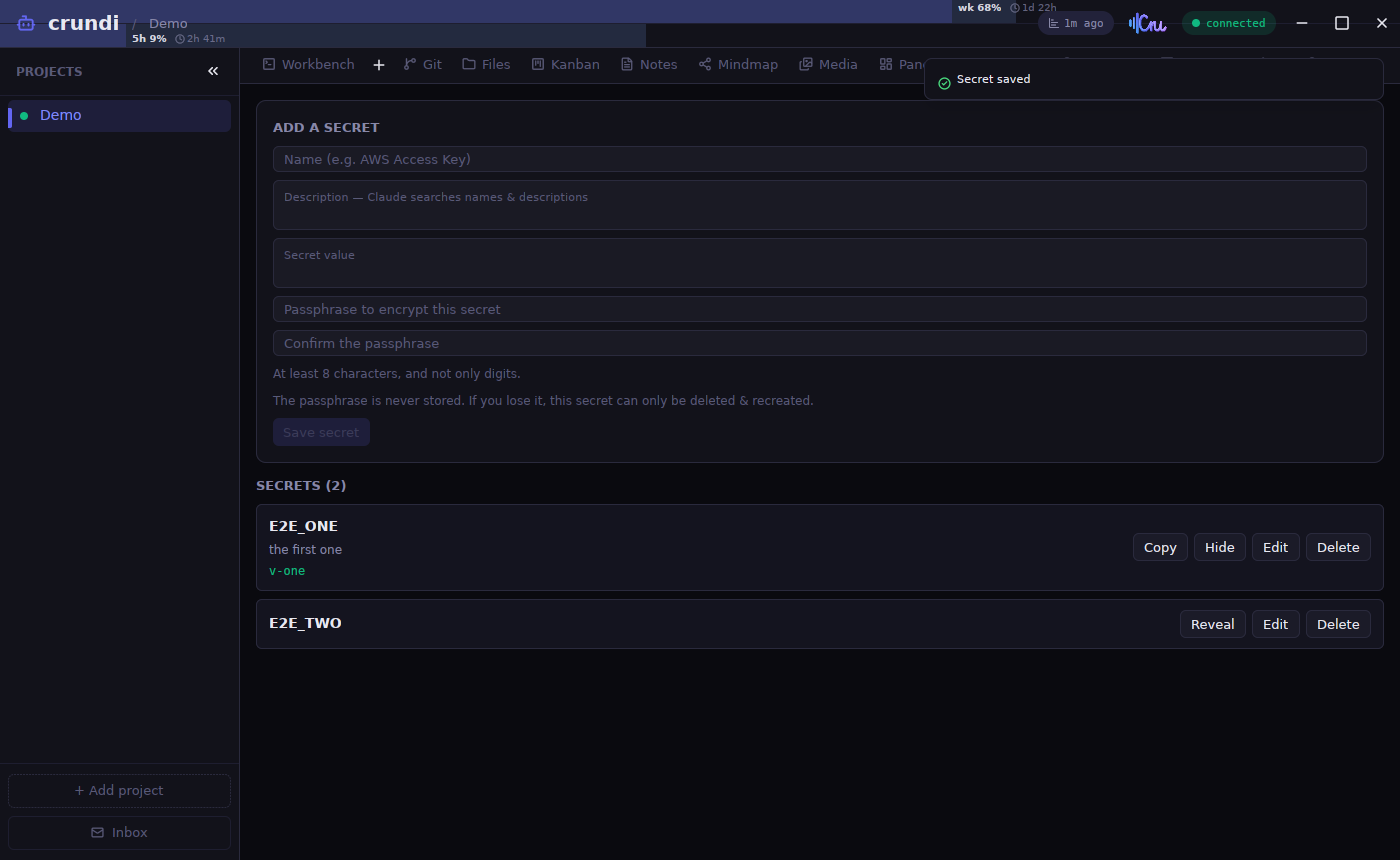 wk 68% 1d 22h
crundi / Demo
1m ago
connected
5h 9% 2h 41m
PROJECTS
Workbench
Git
Files
Kanban
Notes
Mindmap
Media
Secret saved
Demo
ADD A SECRET
Name (e.g. AWS Access Key)
Description — Claude searches names & descriptions
Secret value
Passphrase to encrypt this secret
Confirm the passphrase
At least 8 characters, and not only digits.
The passphrase is never stored. If you lose it, this secret can only be deleted & recreated.
Save secret
SECRETS (2)
E2E_ONE
the first one
v-one
Copy Hide Edit Delete
E2E_TWO
Reveal Edit Delete
+ Add project
Inbox